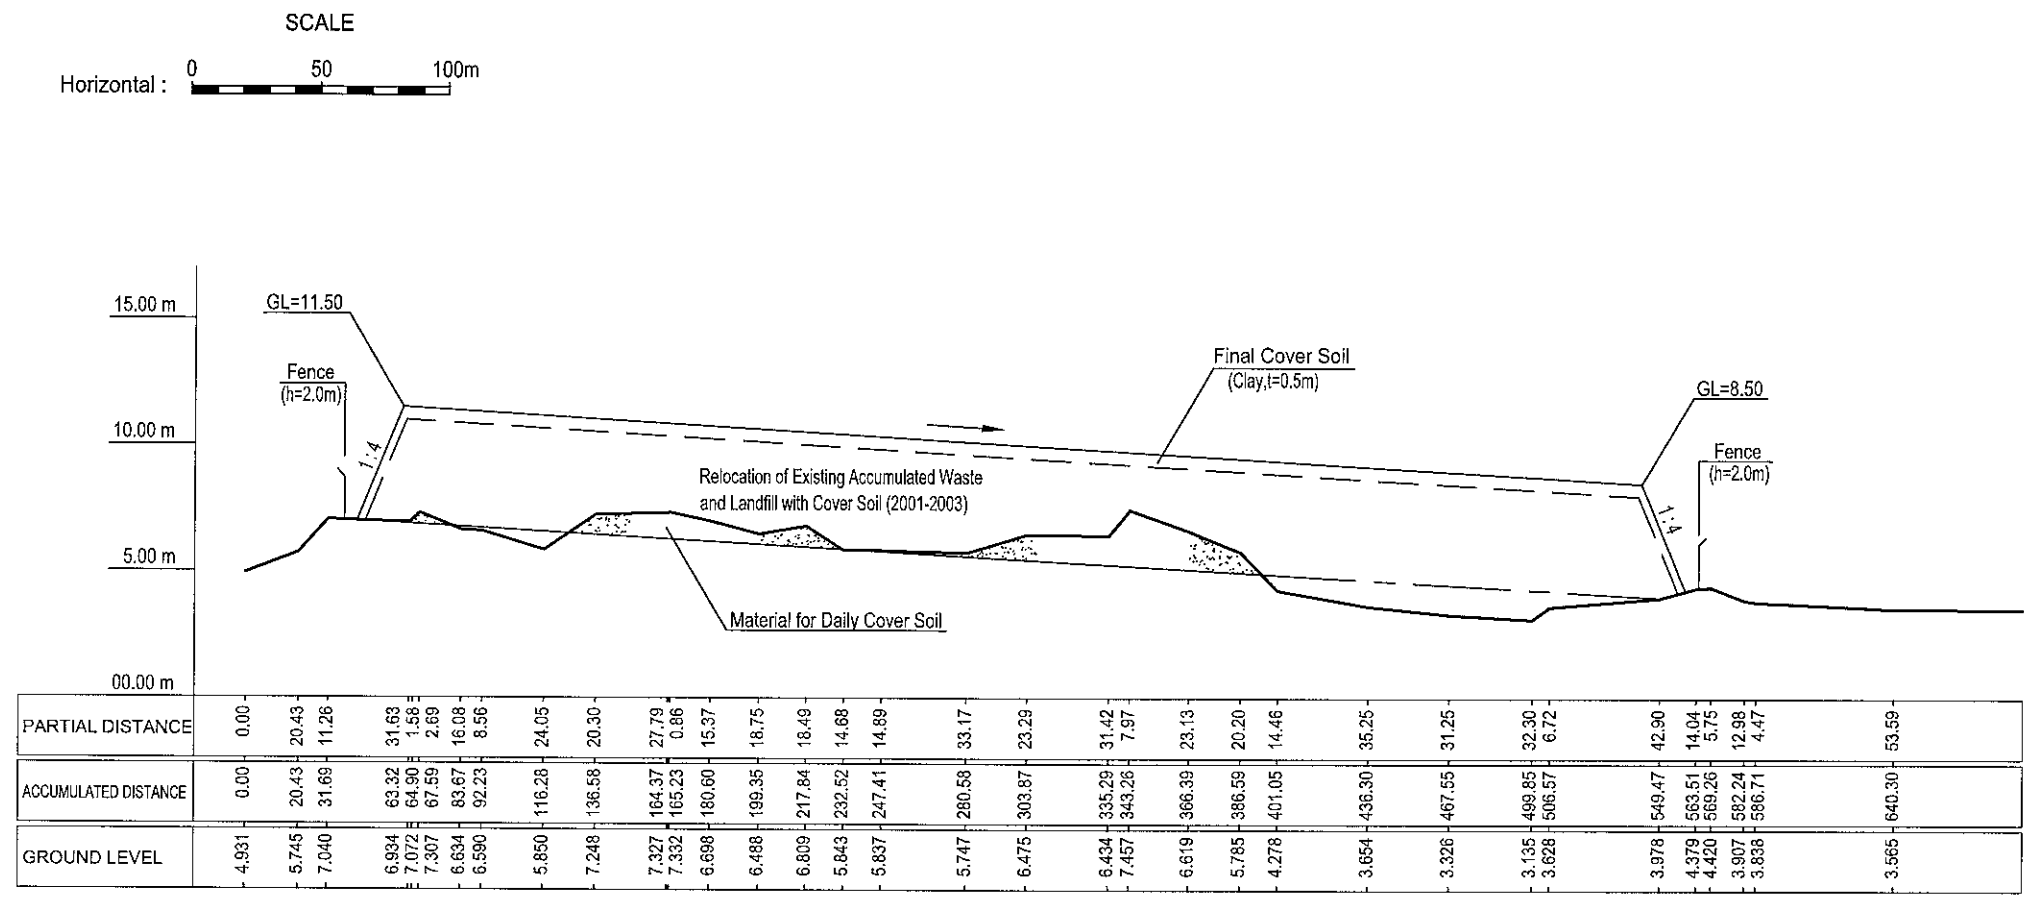 SCALE
Horizontal :
0 50 100m
15.00 m
10.00 m
5.00 m
00.00 m
GL=11.50
Fence
(h=2.0m)
1:4
Final Cover Soil
(Clay,t=0.5m)
GL=8.50
Fence
(h=2.0m)
1:4
Relocation of Existing Accumulated Waste
and Landfill with Cover Soil (2001-2003)
Material for Daily Cover Soil
PARTIAL DISTANCE 0.00 20.43 11.26 31.63 1.58 2.69 16.08 8.56 24.05 20.30 27.79 0.86 15.37 18.75 18.49 14.68 14.89 33.17 23.29 31.42 7.97 23.13 20.20 14.46 35.25 31.25 32.30 6.72 42.90 14.04 5.75 12.98 4.47 53.59
ACCUMULATED DISTANCE 0.00 20.43 31.69 63.32 64.90 67.59 83.67 92.23 116.28 136.58 164.37 165.23 180.60 199.35 217.84 232.52 247.41 280.58 303.87 335.29 343.26 366.39 386.59 401.05 436.30 467.55 499.85 506.57 549.47 563.51 569.26 582.24 586.71 640.30
GROUND LEVEL 4.931 5.745 7.040 6.934 7.072 7.307 6.634 6.590 5.850 7.248 7.327 7.332 6.698 6.488 6.809 5.843 5.837 5.747 6.475 6.434 7.457 6.619 5.785 4.278 3.654 3.326 3.135 3.628 3.978 4.379 4.420 3.907 3.838 3.565